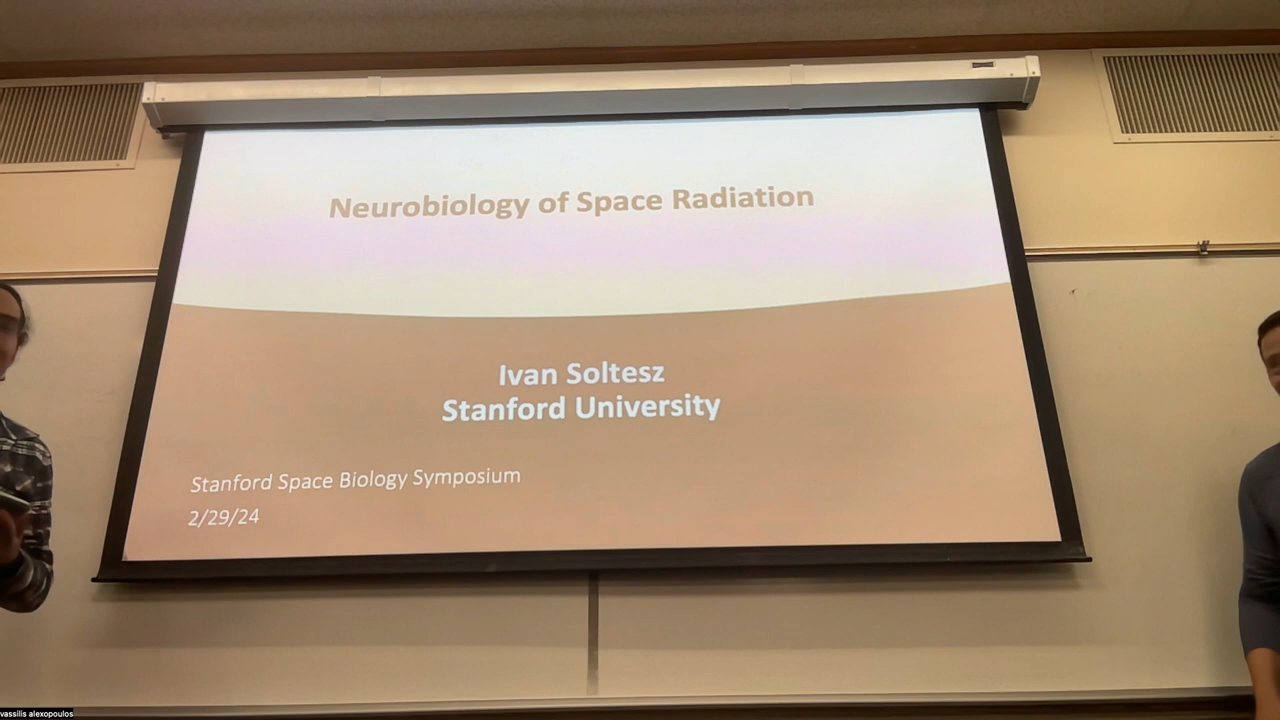 Neurobiology of Space Radiation
Ivan Soltesz
Stanford University
Stanford Space Biology Symposium
2/29/24
vassilis alexopoulos